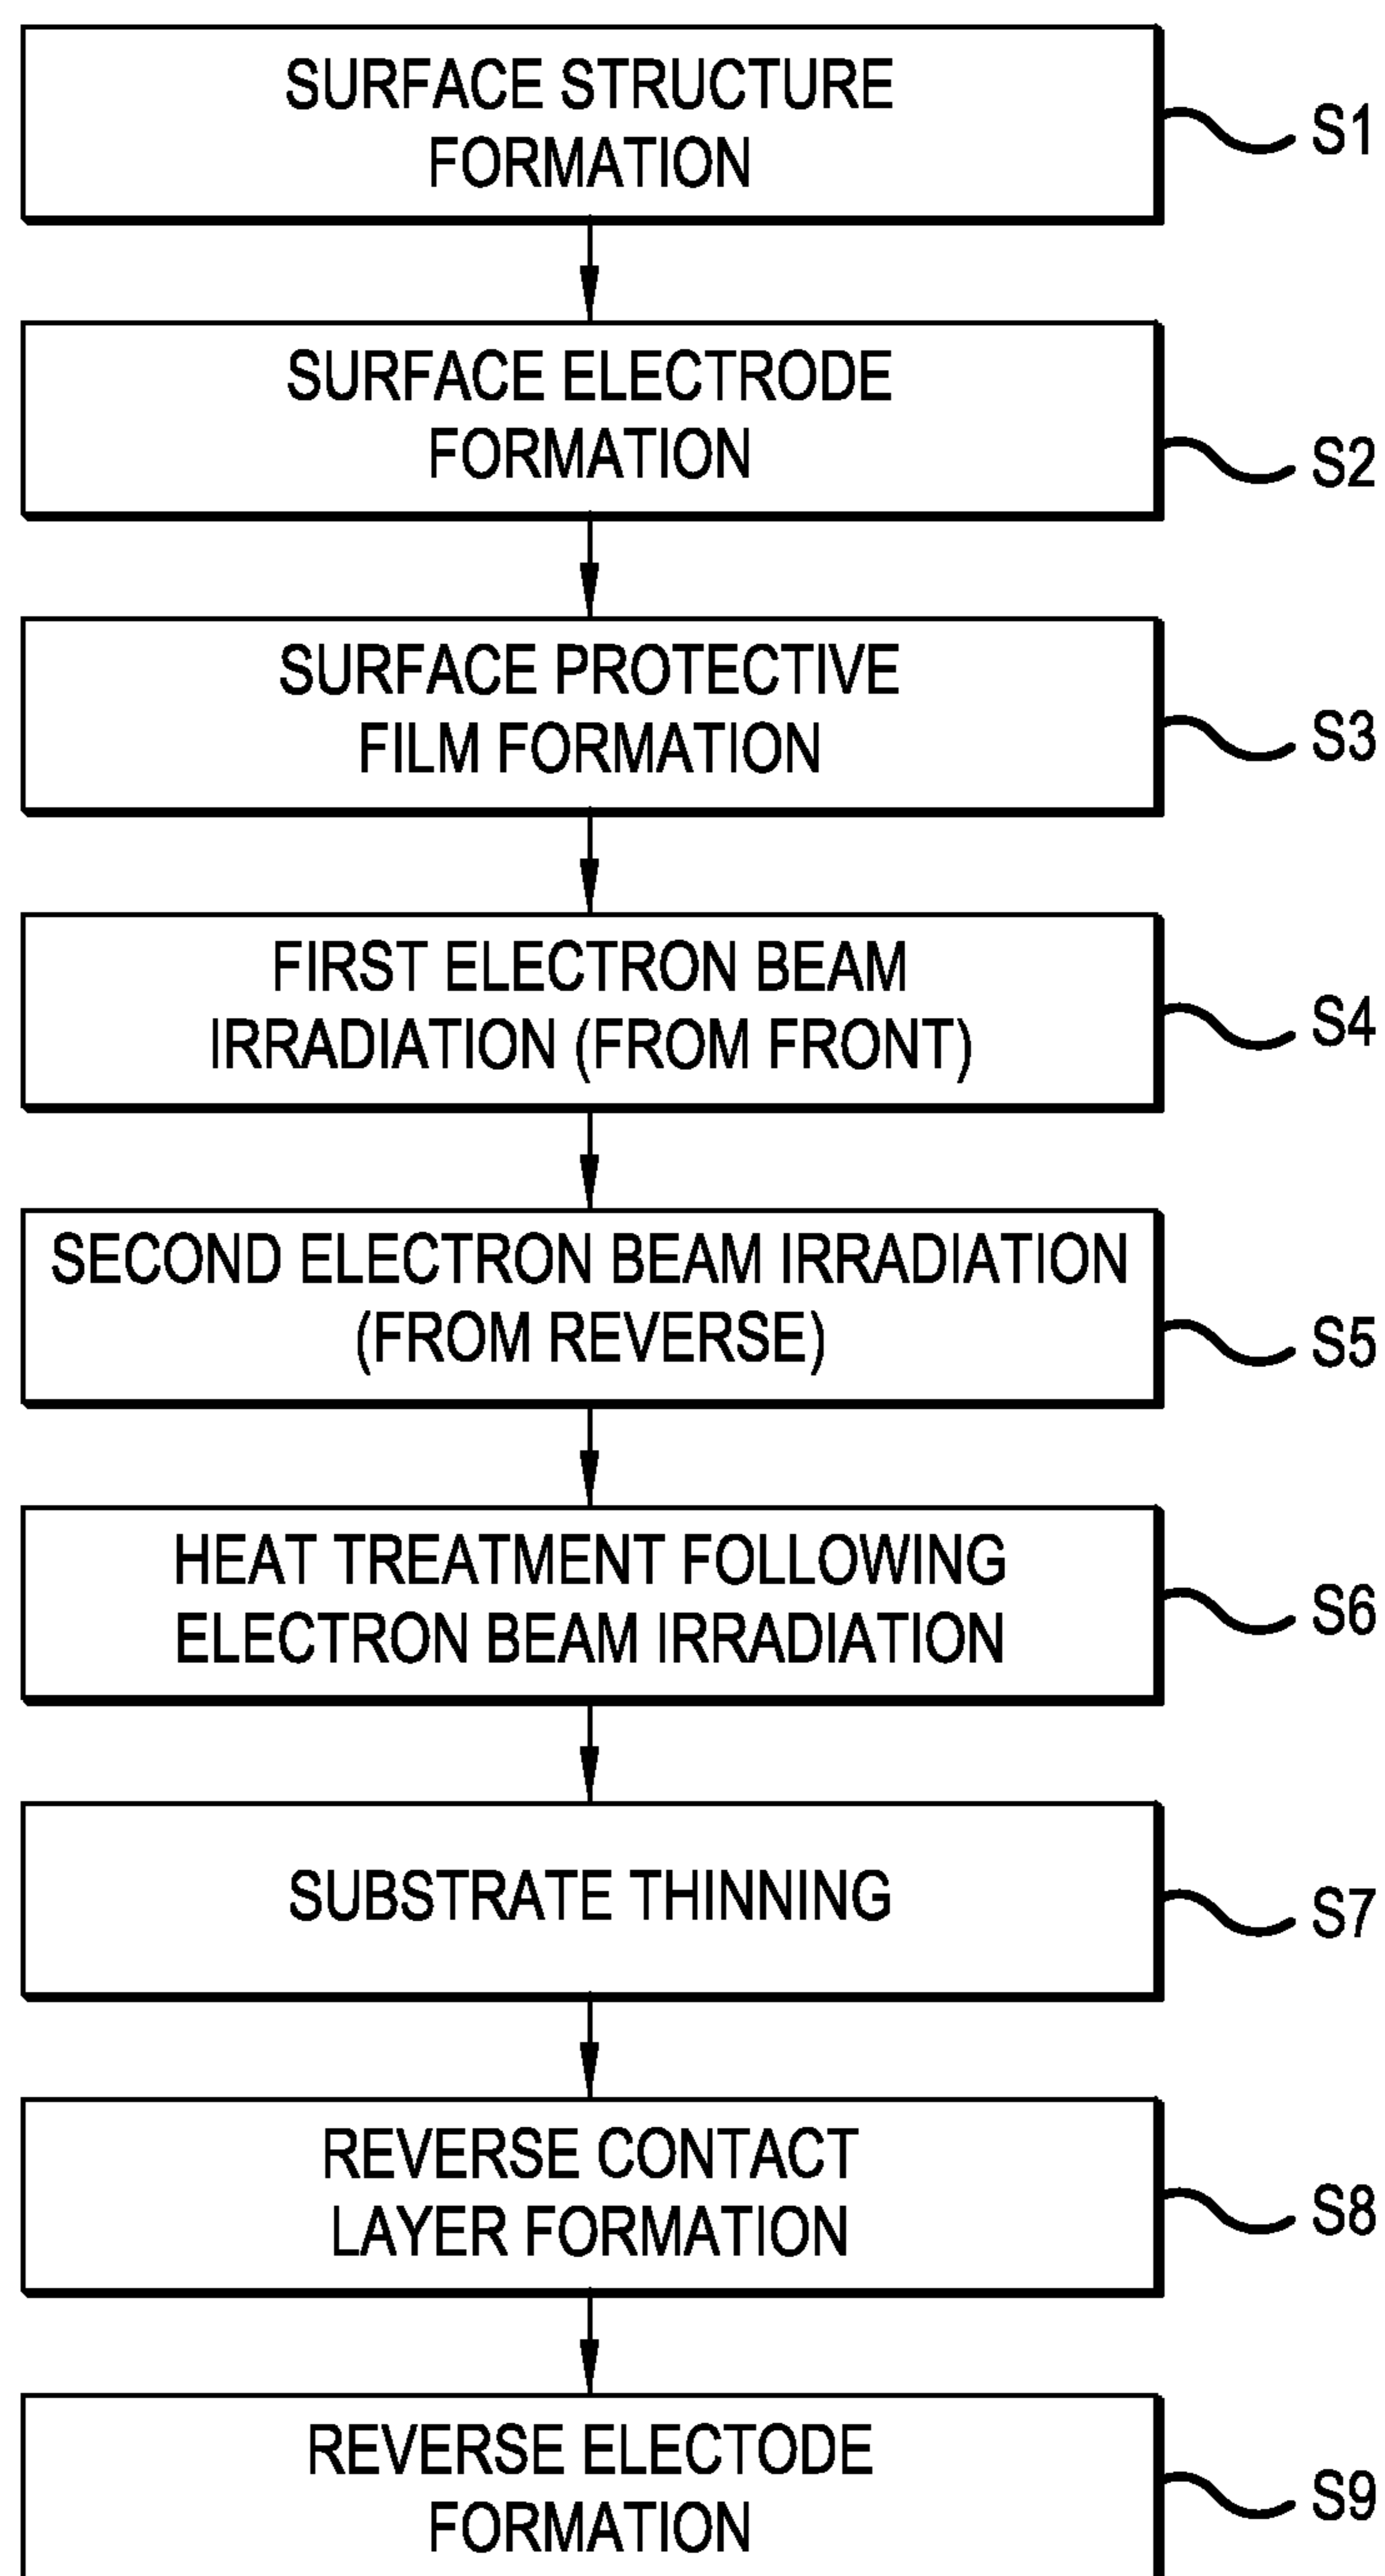 SURFACE STRUCTURE
FORMATION
S1
SURFACE ELECTRODE
FORMATION
S2
SURFACE PROTECTIVE
FILM FORMATION
S3
FIRST ELECTRON BEAM
IRRADIATION (FROM FRONT)
S4
SECOND ELECTRON BEAM IRRADIATION
(FROM REVERSE)
S5
HEAT TREATMENT FOLLOWING
ELECTRON BEAM IRRADIATION
S6
SUBSTRATE THINNING
S7
REVERSE CONTACT
LAYER FORMATION
S8
REVERSE ELECTODE
FORMATION
S9